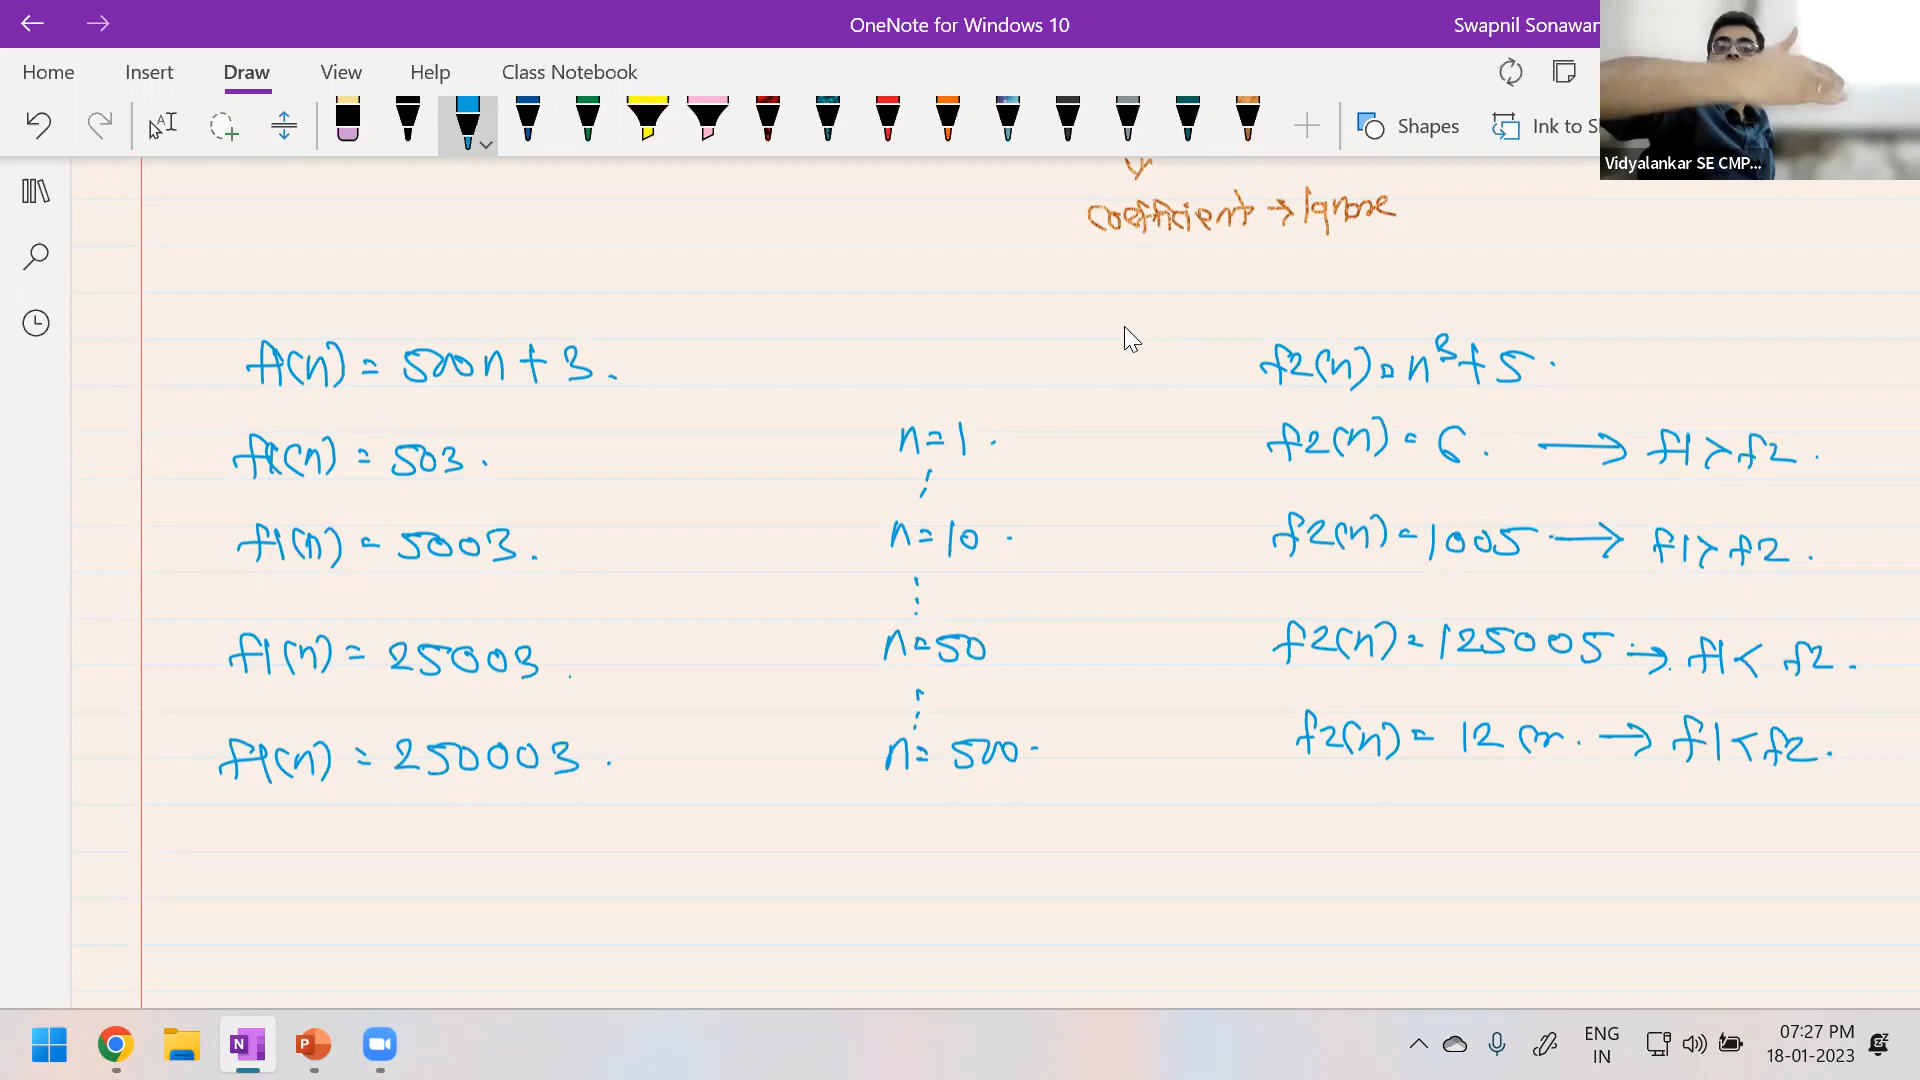 OneNote for Windows 10
Swapnil Sonawar
Home Insert Draw View Help Class Notebook
Shapes Ink to S
Vidyalankar SE CMP...
coefficient → Ignore
f1(n) = 500n + 3. f2(n) = n³ + 5.
f1(n) = 503. n=1. f2(n) = 6. → f1 > f2.
f1(n) = 5003. n=10. f2(n) = 1005 → f1 > f2.
f1(n) = 25003. n=50 f2(n) = 125005 → f1 < f2.
f1(n) = 250003. n=500. f2(n) = 12 Cr. → f1 < f2.
N P
ENG
IN
07:27 PM
18-01-2023